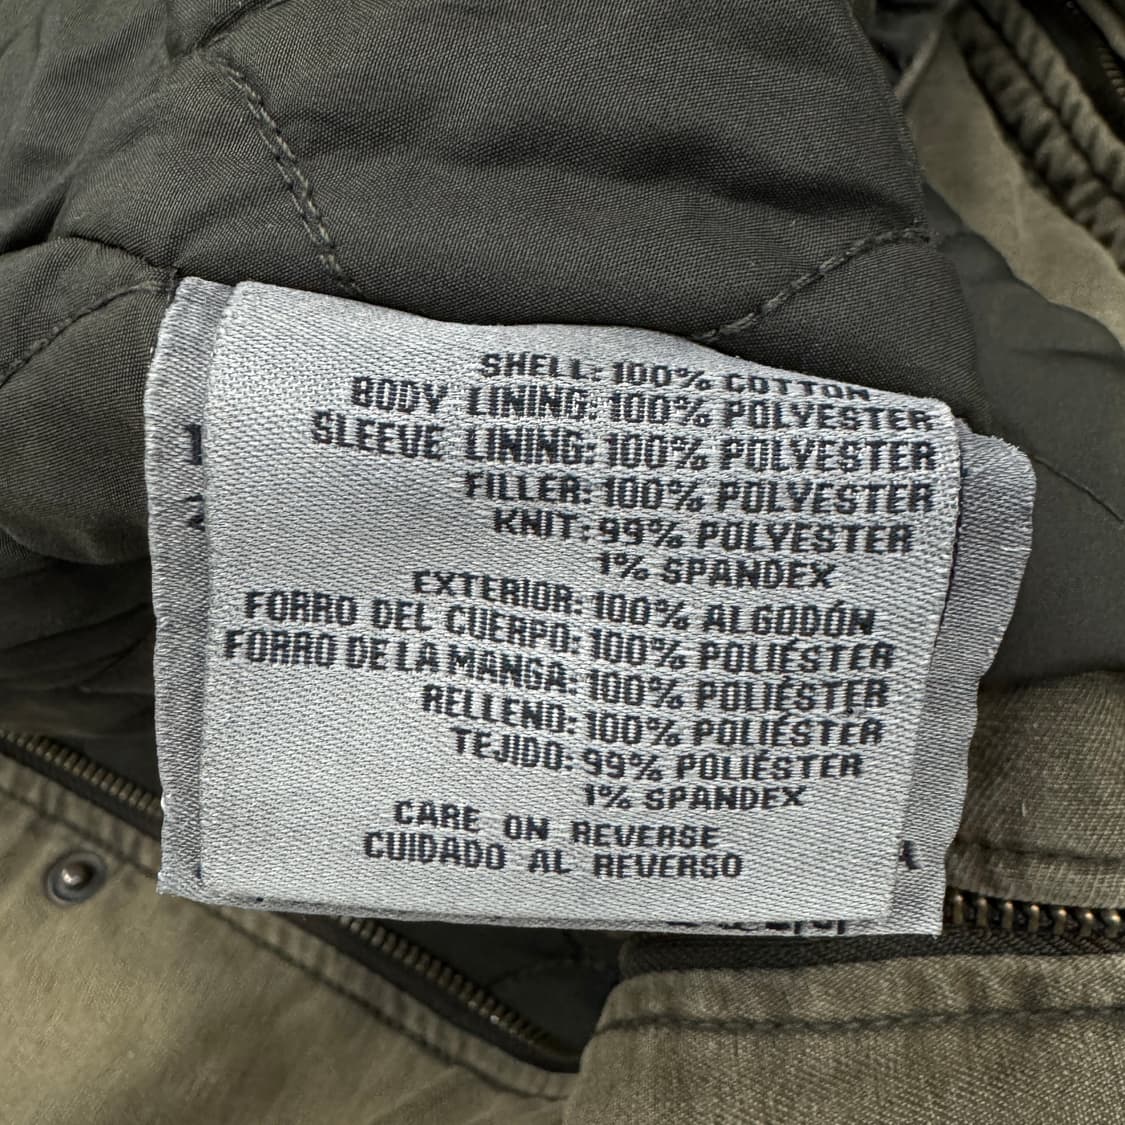 SHELL: 100% COTTON
BODY LINING: 100% POLYESTER
SLEEVE LINING: 100% POLYESTER
FILLER: 100% POLYESTER
KNIT: 99% POLYESTER
1% SPANDEX
EXTERIOR: 100% ALGODÓN
FORRO DEL CUERPO: 100% POLIÉSTER
FORRO DE LA MANGA: 100% POLIÉSTER
RELLENO: 100% POLIÉSTER
TEJIDO: 99% POLIÉSTER
1% SPANDEX
CARE ON REVERSE
CUIDADO AL REVERSO